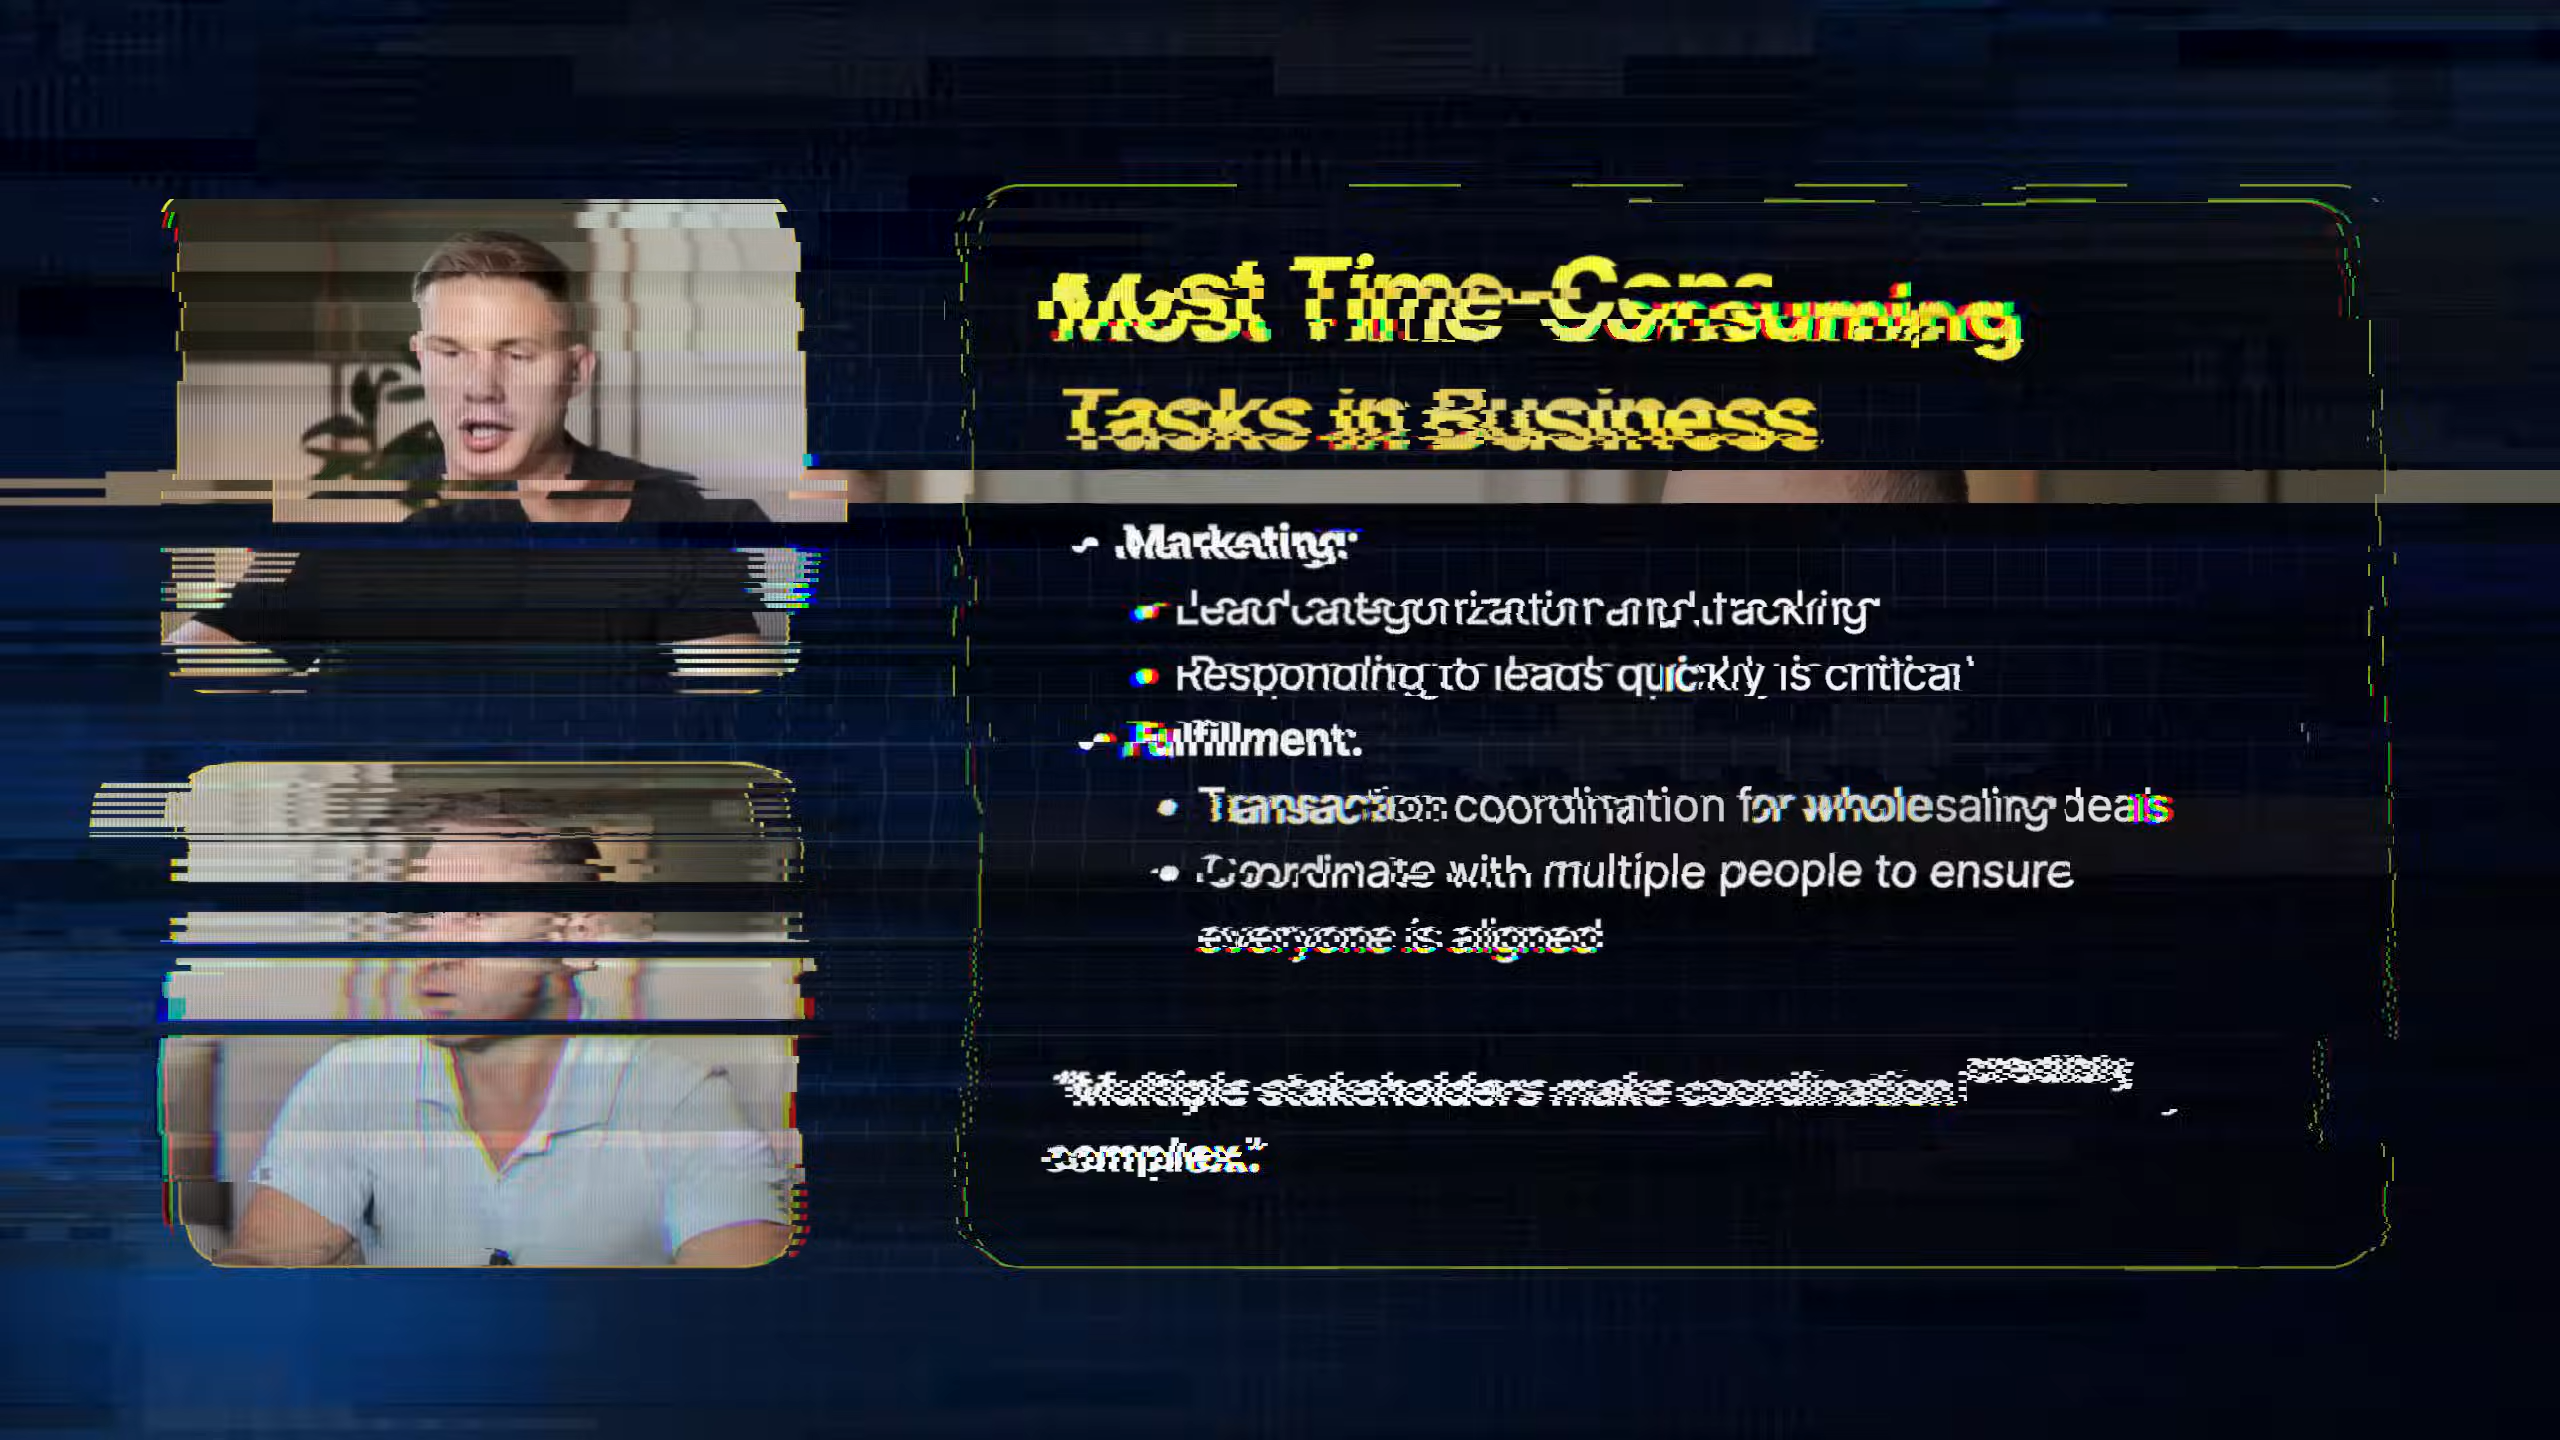 Most Time-Consuming
Tasks in Business
- Marketing:
• Lead categorization and tracking
• Responding to leads quickly is critical
- Fulfillment:
• Transaction coordination for wholesaling deals
• Coordinate with multiple people to ensure
everyone is aligned
"Multiple stakeholders make coordination
complex."